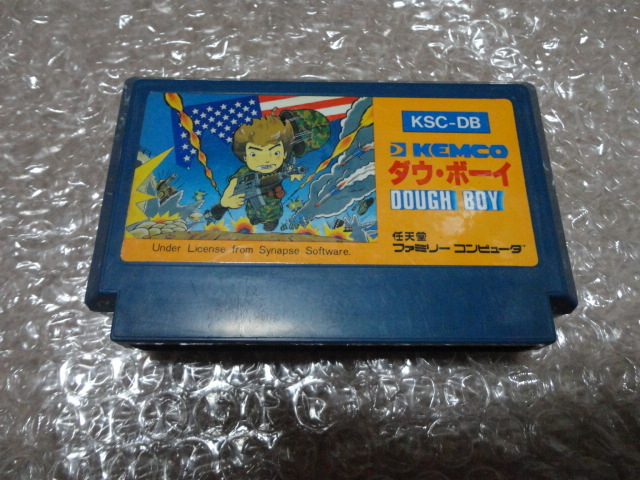 KSC-DB
KEMCO
ダウ・ボーイ
DOUGH BOY
任天堂
ファミリー コンピュータ
Under License from Synapse Software.